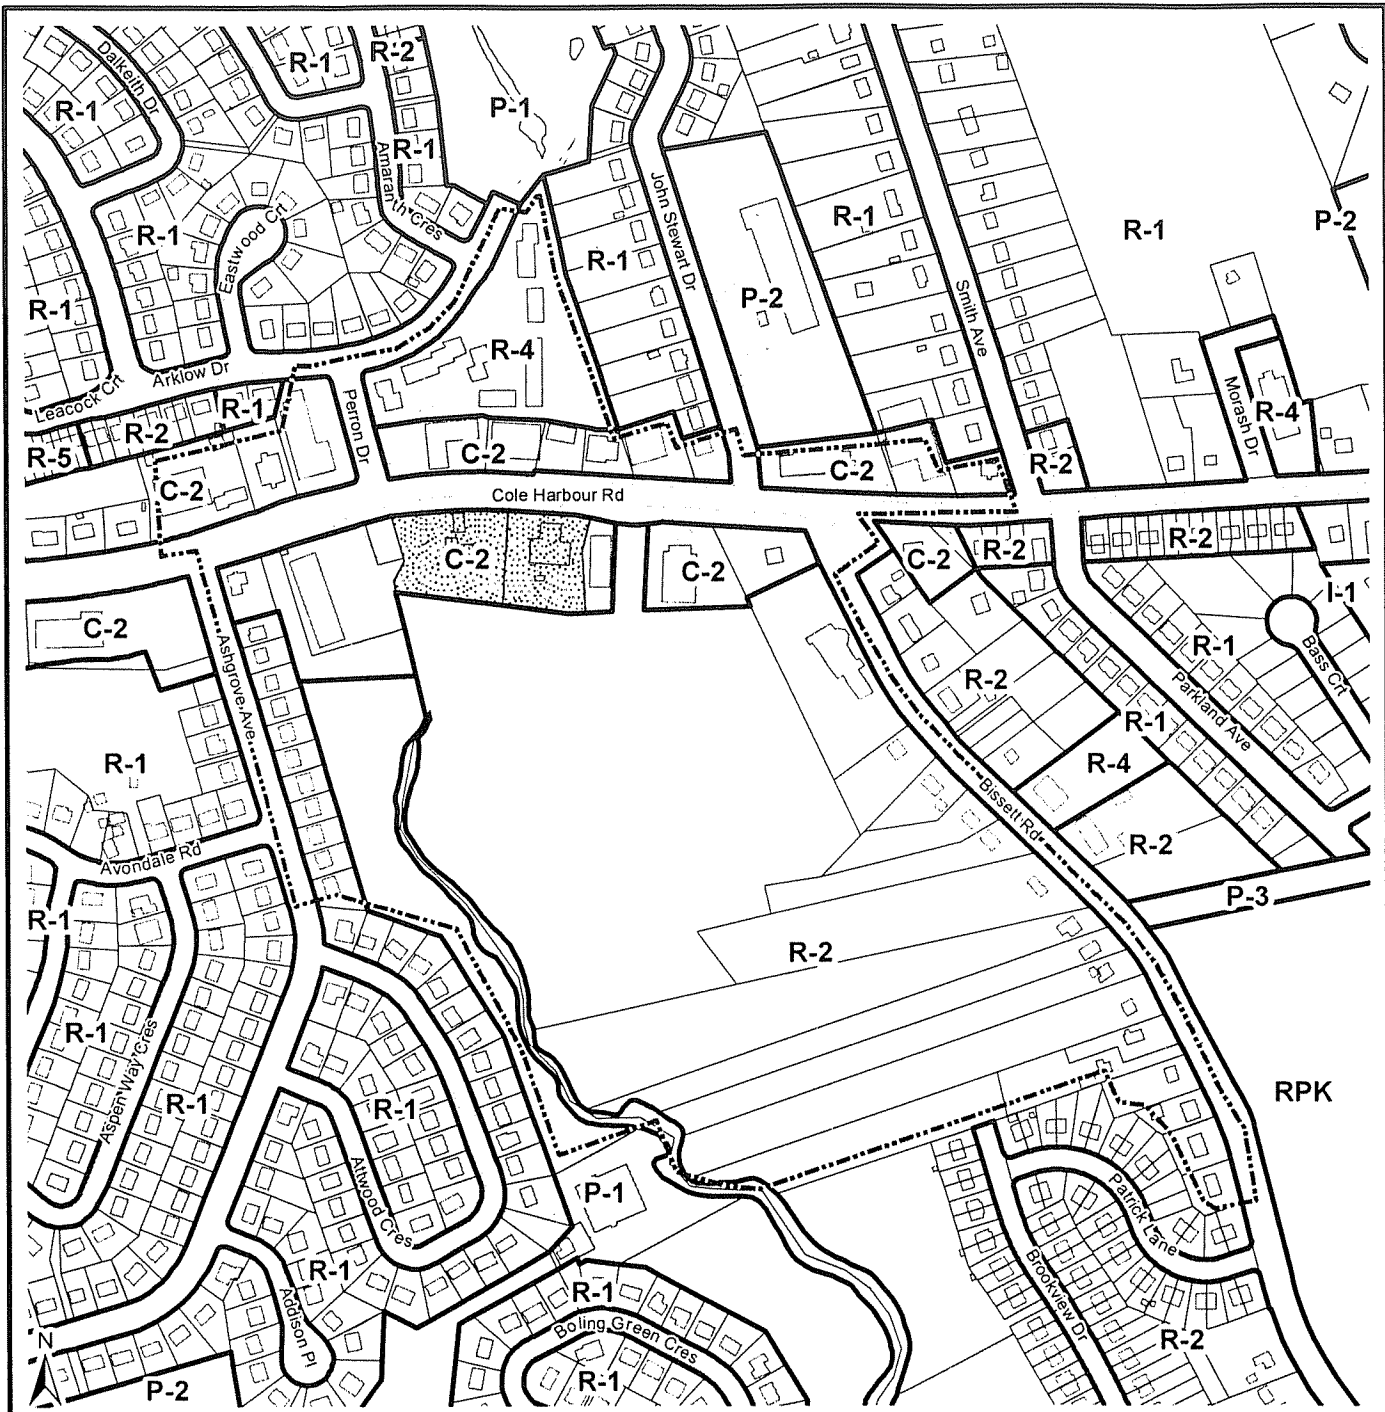 Dalkeith Dr
R-1
R-2
P-1
R-1
R-1
Amaranth Cres
John Stewart Dr
R-1
R-1
P-2
R-1
Eastwood Crt
R-1
R-1
P-2
Smith Ave
R-4
Arklow Dr
Leacock Crt
R-1
Perron Dr
Morash Dr
R-4
R-2
R-5
C-2
C-2
R-2
C-2
Cole Harbour Rd
C-2
C-2
C-2
R-2
R-2
I-1
C-2
Ashgrove Ave
R-1
Bass Crt
R-2
Parkland Ave
R-1
R-1
R-4
Bissett Rd
R-2
Avondale Rd
P-3
R-1
R-2
R-1
Aspen Way Cres
R-1
R-1
RPK
Attwood Cres
P-1
Patrick Lane
R-1
Addison Pl
R-1
Boling Green Cres
Brookview Dr
R-2
N
P-2
R-1